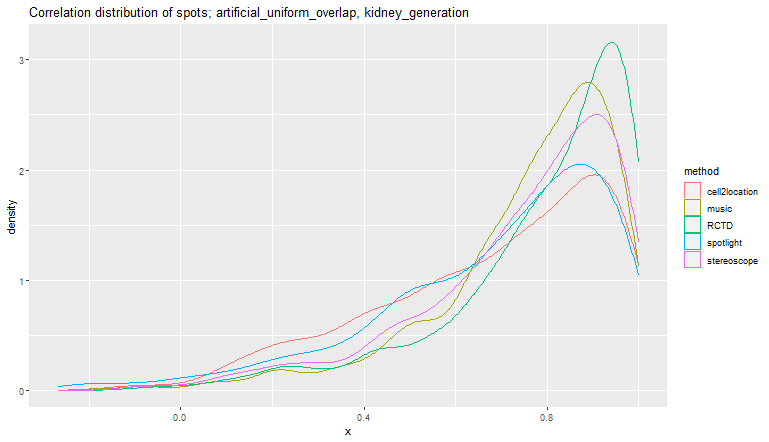 Correlation distribution of spots; artificial_uniform_overlap, kidney_generation
3
2
1
0
density
0.0
0.4
0.8
x
method
cell2location
music
RCTD
spotlight
stereoscope